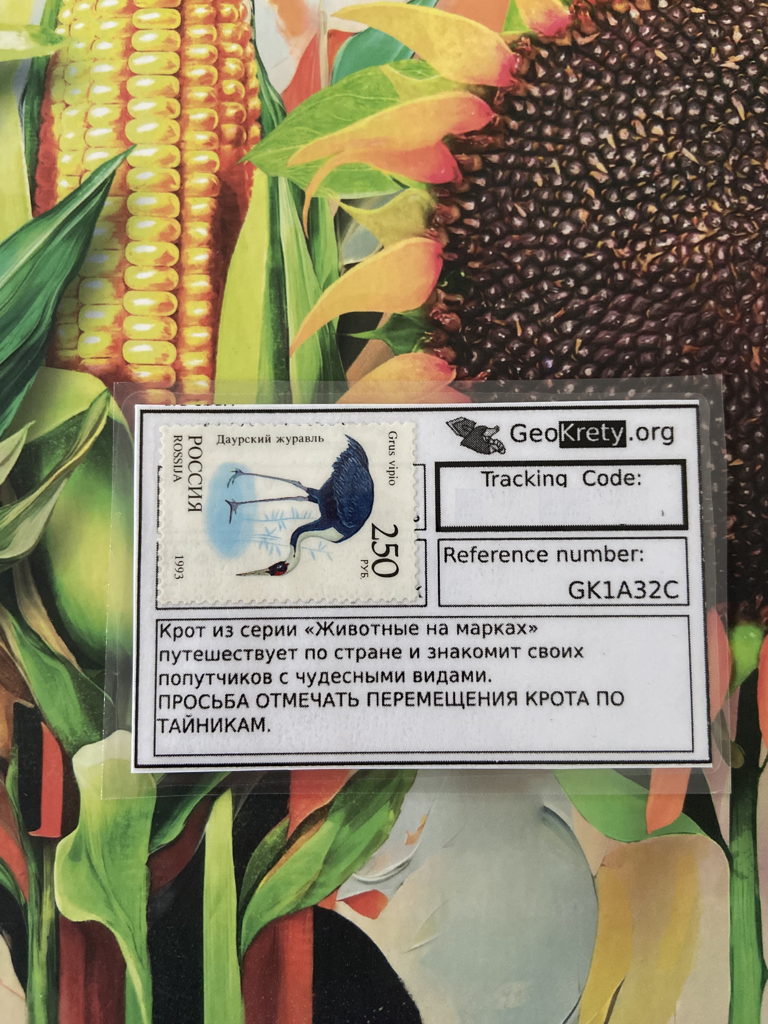 Даурский журавль
Grus vipio
РОССИЯ
ROSSIJA
1993
250
РУБ.
GeoKrety.org
Tracking Code:
Reference number:
GK1A32C
Крот из серии «Животные на марках»
путешествует по стране и знакомит своих
попутчиков с чудесными видами.
ПРОСЬБА ОТМЕЧАТЬ ПЕРЕМЕЩЕНИЯ КРОТА ПО
ТАЙНИКАМ.